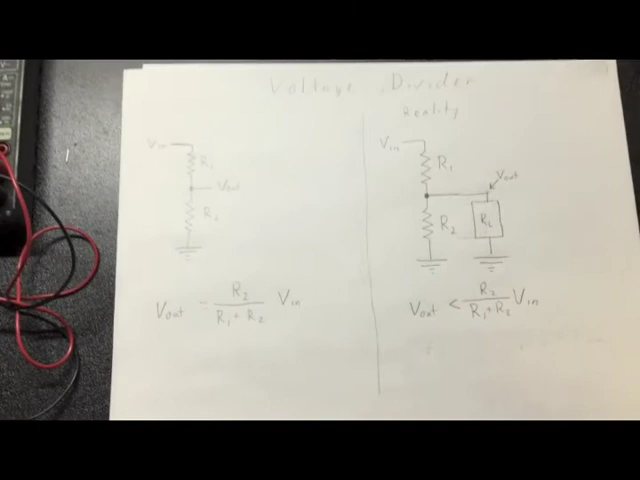 Voltage Divider
Vin
R1
Vout
R2
Vout = R2 / R1 + R2 Vin
Reality
Vin
R1
Vout
R2
RL
Vout < R2 / R1 + R2 Vin